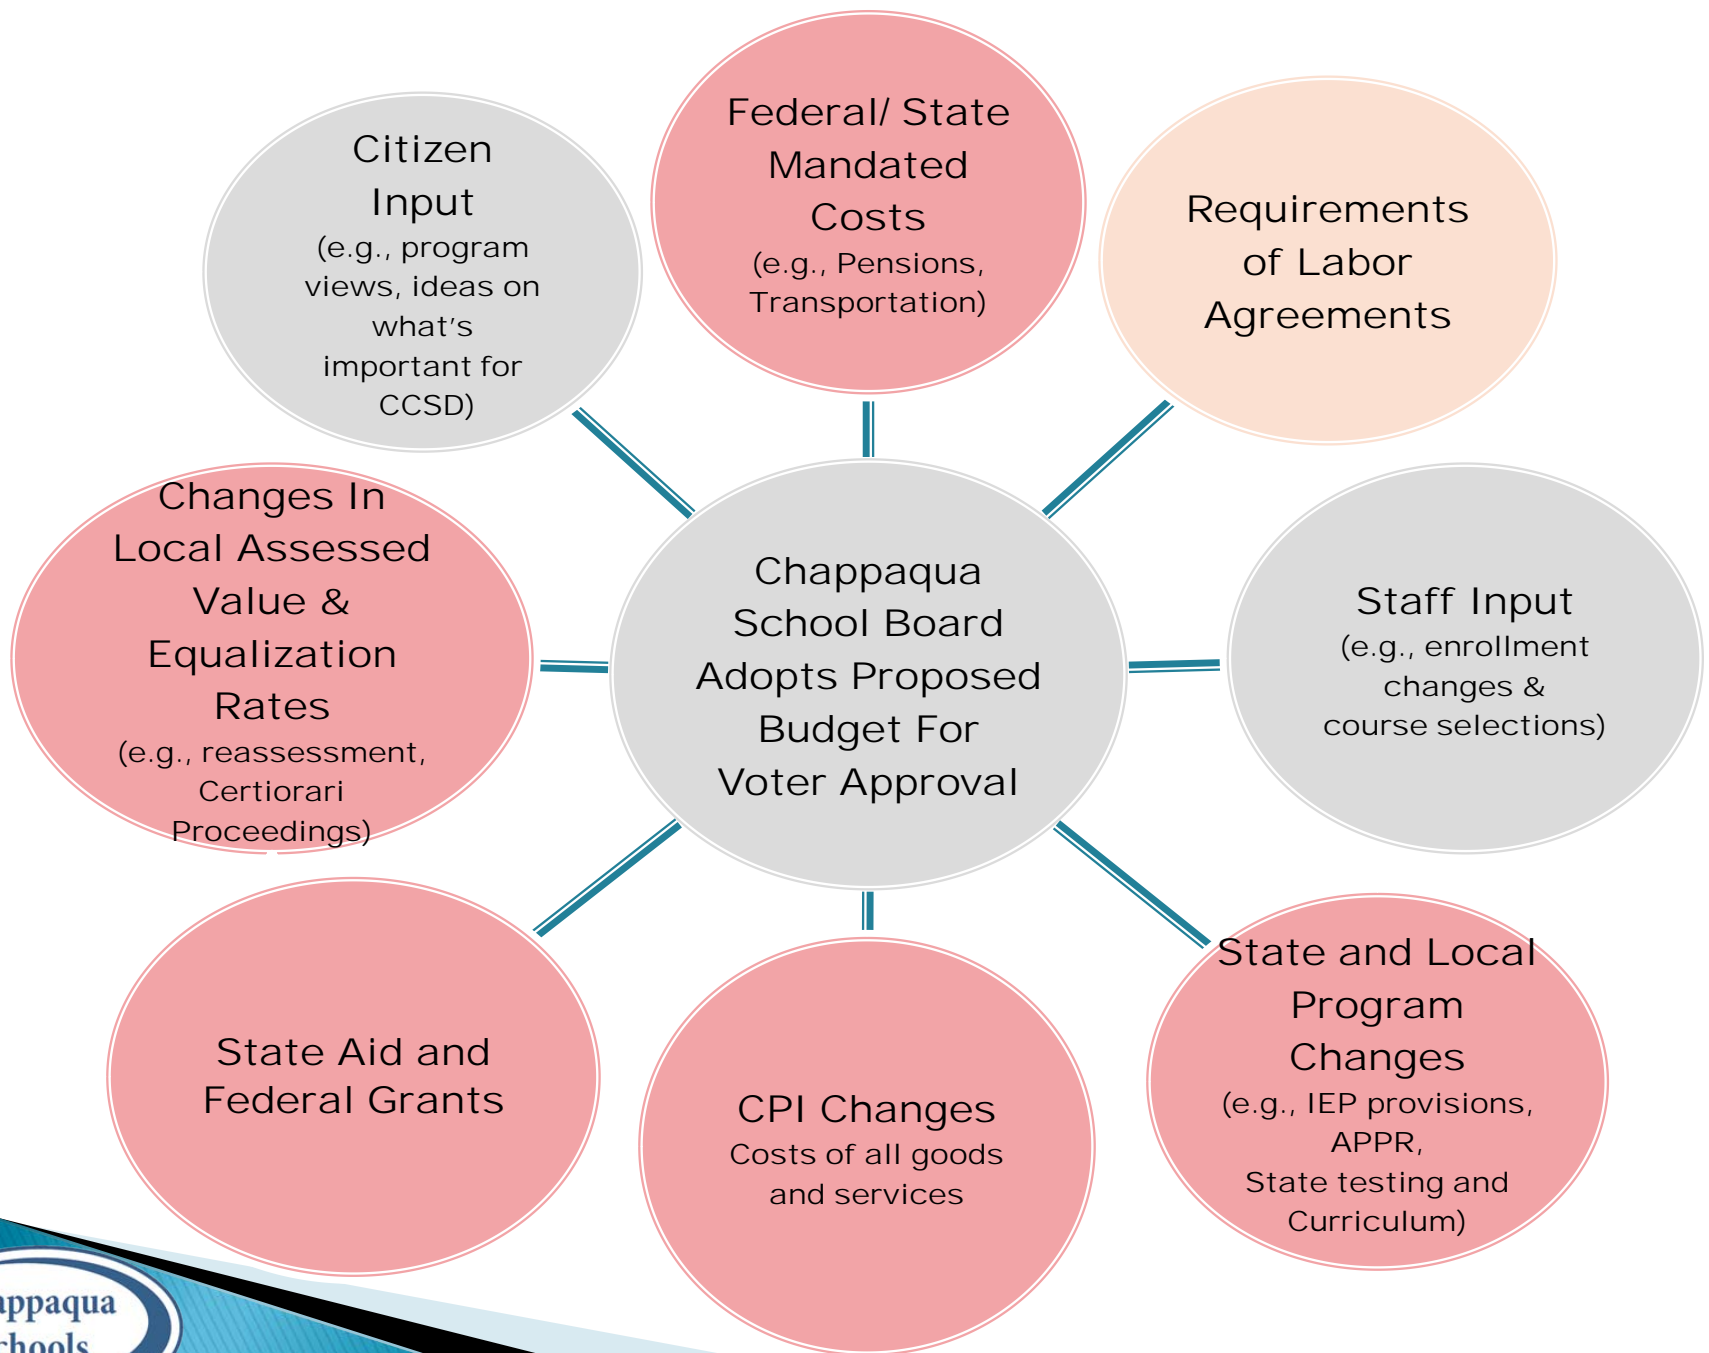 Citizen
Input
(e.g., program
views, ideas on
what's
important for
CCSD)
Federal/ State
Mandated
Costs
(e.g., Pensions,
Transportation)
Requirements
of Labor
Agreements
Changes In
Local Assessed
Value &
Equalization
Rates
(e.g., reassessment,
Certiorari
Proceedings)
Chappaqua
School Board
Adopts Proposed
Budget For
Voter Approval
Staff Input
(e.g., enrollment
changes &
course selections)
State Aid and
Federal Grants
CPI Changes
Costs of all goods
and services
State and Local
Program
Changes
(e.g., IEP provisions,
APPR,
State testing and
Curriculum)